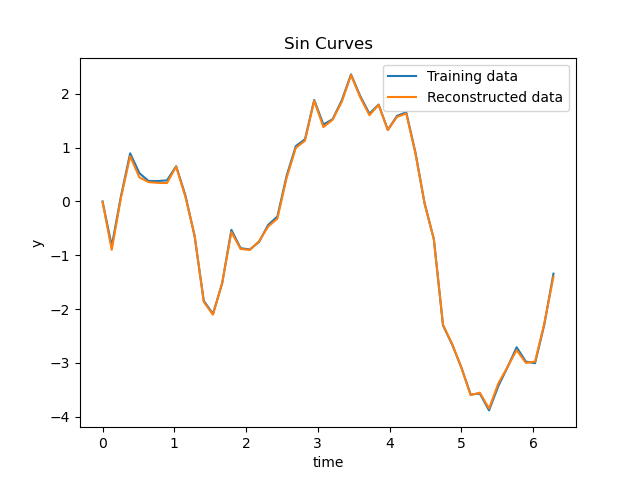 Sin Curves
Training data
Reconstructed data
2
1
0
−1
−2
−3
−4
y
0 1 2 3 4 5 6
time